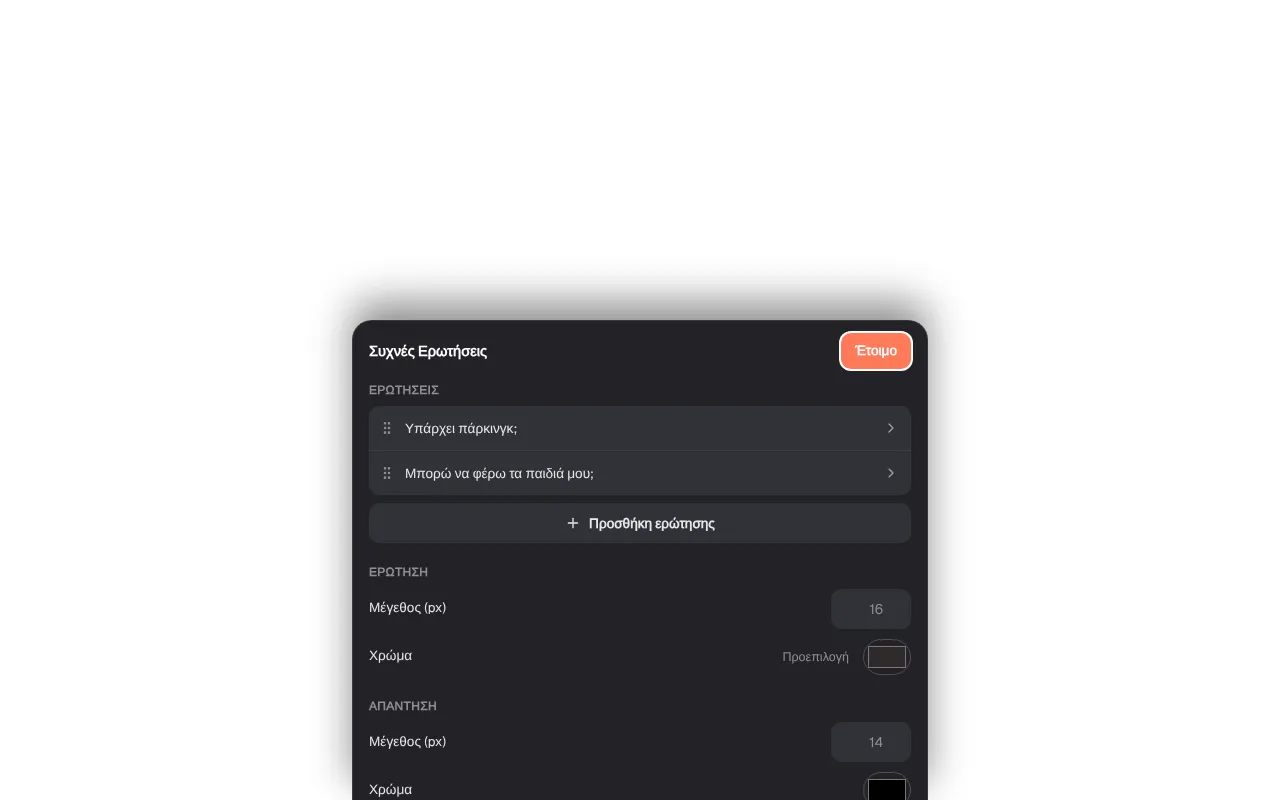 Συχνές Ερωτήσεις
Έτοιμο
ΕΡΩΤΗΣΕΙΣ
Υπάρχει πάρκινγκ;
Μπορώ να φέρω τα παιδιά μου;
Προσθήκη ερώτησης
ΕΡΩΤΗΣΗ
Μέγεθος (px)
16
Χρώμα
Προεπιλογή
ΑΠΑΝΤΗΣΗ
Μέγεθος (px)
14
Χρώμα